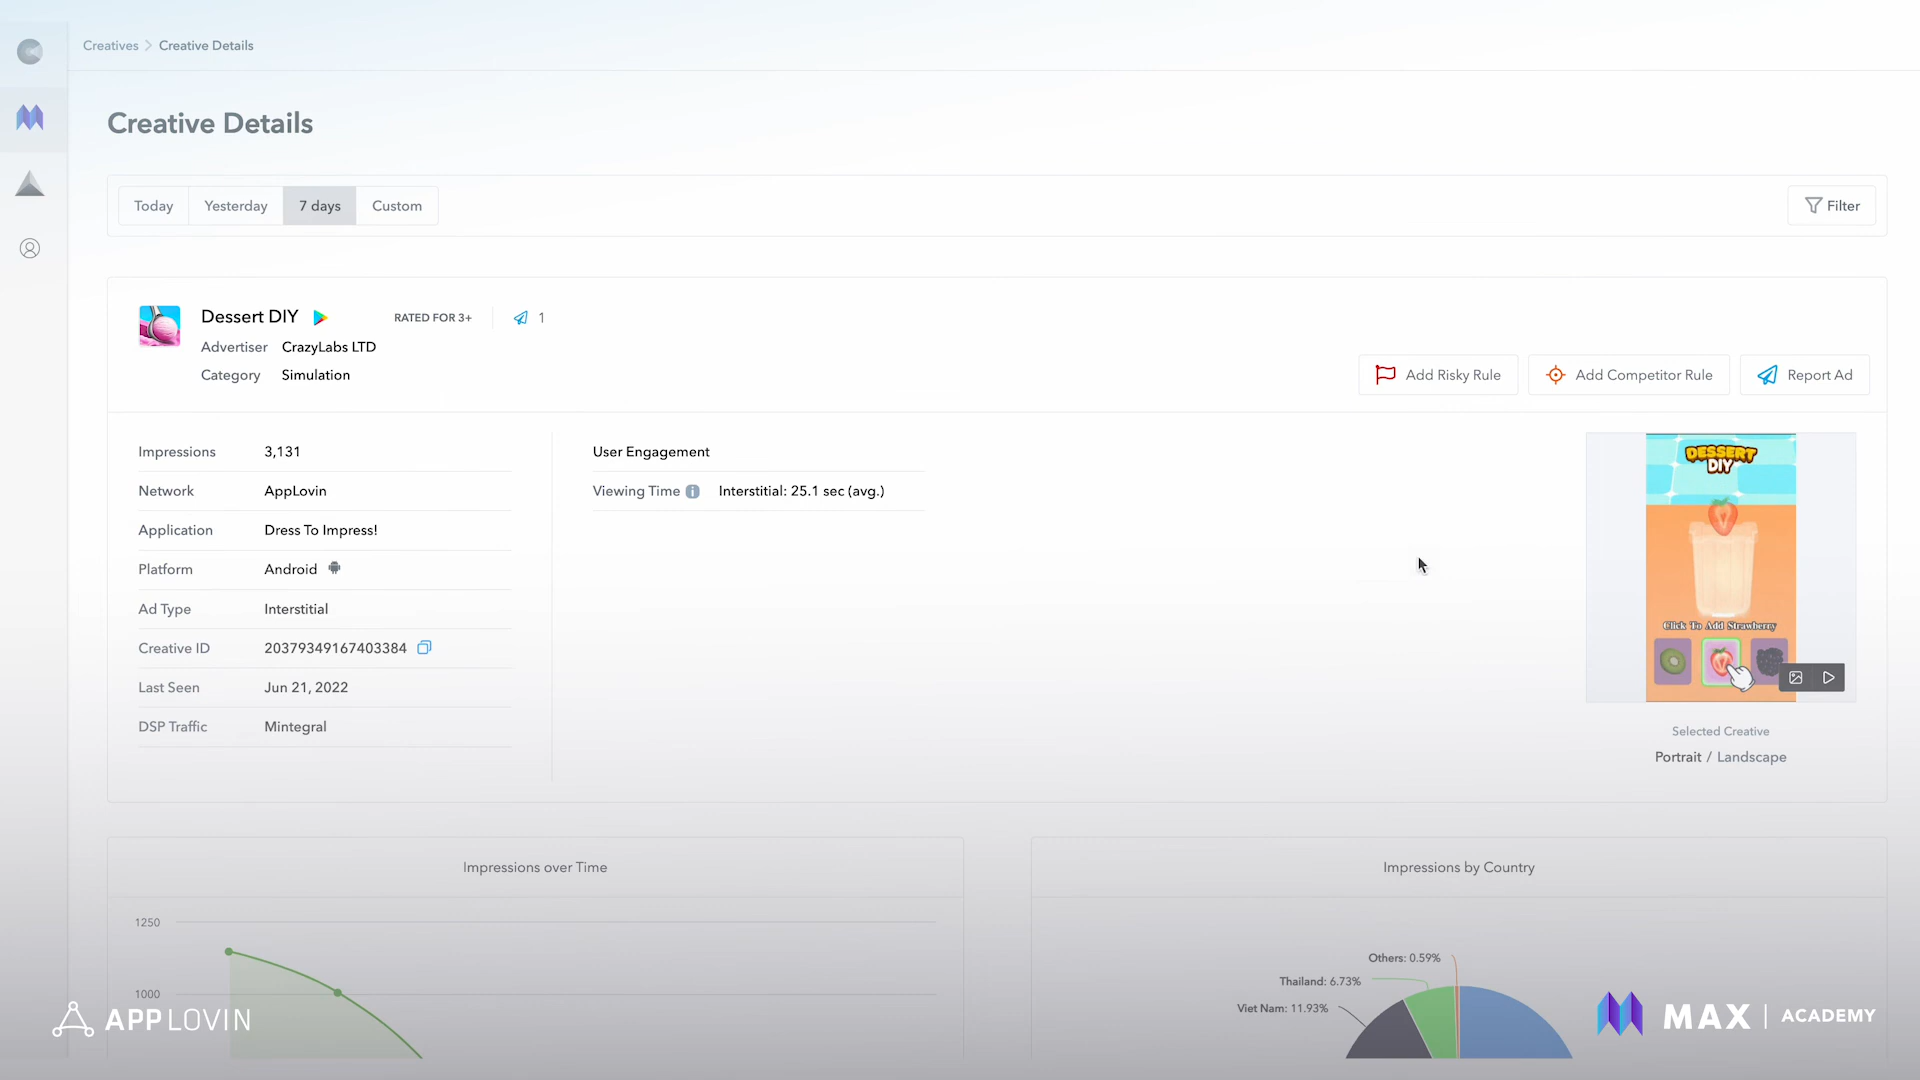 Creatives > Creative Details
Creative Details
Today Yesterday 7 days Custom
Filter
Dessert DIY RATED FOR 3+ 1
Advertiser CrazyLabs LTD
Category Simulation
Add Risky Rule Add Competitor Rule Report Ad
Impressions 3,131
Network AppLovin
Application Dress To Impress!
Platform Android
Ad Type Interstitial
Creative ID 20379349167403384
Last Seen Jun 21, 2022
DSP Traffic Mintegral
User Engagement
Viewing Time Interstitial: 25.1 sec (avg.)
DESSERT
DIY
Click To Add Strawberry
Selected Creative
Portrait / Landscape
Impressions over Time
1250
1000
Impressions by Country
Others: 0.59%
Thailand: 6.73%
Viet Nam: 11.93%
APPLOVIN
MAX | ACADEMY